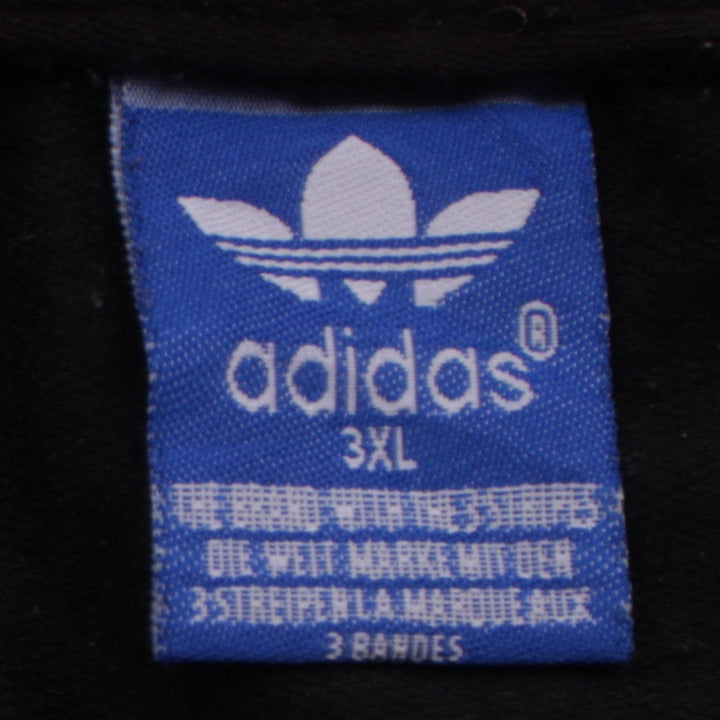 adidas®
3XL
THE BRAND WITH THE 3 STRIPES
DIE WELT MARKE MIT DEN
3 STREIPEN LA MARQUE AUX
3 BANDES